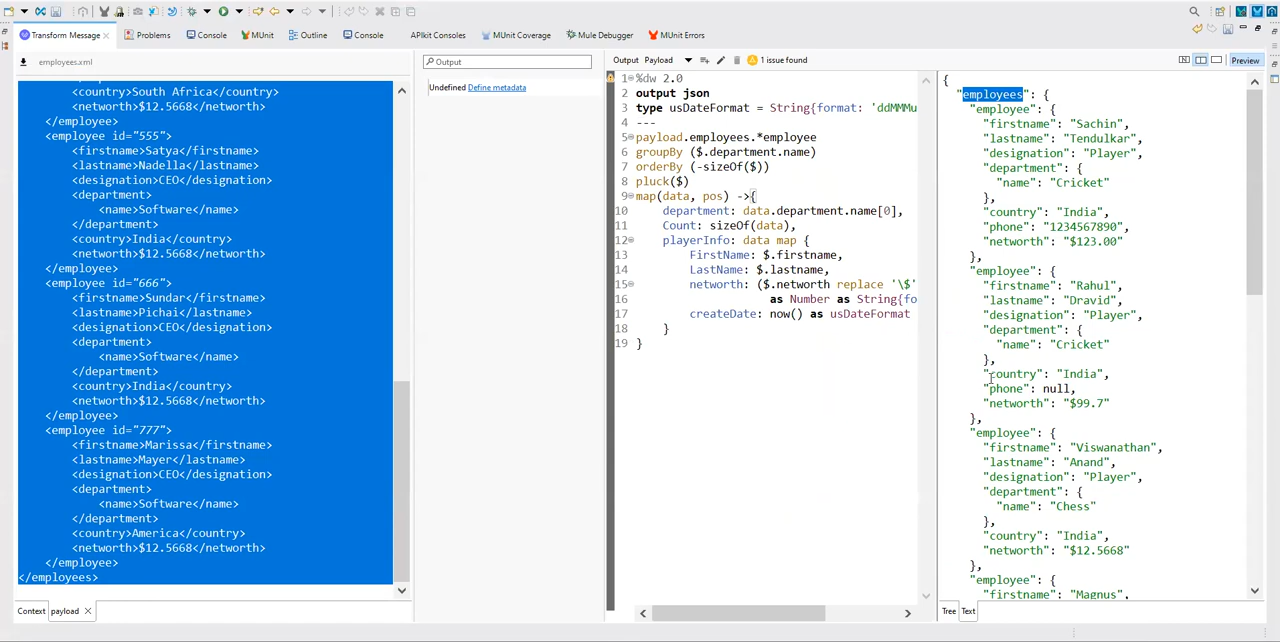 Transform Message
Problems
Console
MUnit
Outline
Console
APIkit Consoles
MUnit Coverage
Mule Debugger
MUnit Errors
employees.xml
<country>South Africa</country>
<networth>$12.5668</networth>
</employee>
<employee id="555">
<firstname>Satya</firstname>
<lastname>Nadella</lastname>
<designation>CEO</designation>
<department>
<name>Software</name>
</department>
<country>India</country>
<networth>$12.5668</networth>
</employee>
<employee id="666">
<firstname>Sundar</firstname>
<lastname>Pichai</lastname>
<designation>CEO</designation>
<department>
<name>Software</name>
</department>
<country>India</country>
<networth>$12.5668</networth>
</employee>
<employee id="777">
<firstname>Marissa</firstname>
<lastname>Mayer</lastname>
<designation>CEO</designation>
<department>
<name>Software</name>
</department>
<country>America</country>
<networth>$12.5668</networth>
</employee>
</employees>
Context payload
Output
Undefined Define metadata
Output Payload 1 issue found Preview
1 %dw 2.0
2 output json
3 type usDateFormat = String{format: 'ddMMMu
4 ---
5 payload.employees.*employee
6 groupBy ($.department.name)
7 orderBy (-sizeOf($))
8 pluck($)
9 map(data, pos) ->{
10 department: data.department.name[0],
11 Count: sizeOf(data),
12 playerInfo: data map {
13 FirstName: $.firstname,
14 LastName: $.lastname,
15 networth: ($.networth replace '\$'
16 as Number as String{fo
17 createDate: now() as usDateFormat
18 }
19 }
{
"employees": {
"employee": {
"firstname": "Sachin",
"lastname": "Tendulkar",
"designation": "Player",
"department": {
"name": "Cricket"
},
"country": "India",
"phone": "1234567890",
"networth": "$123.00"
},
"employee": {
"firstname": "Rahul",
"lastname": "Dravid",
"designation": "Player",
"department": {
"name": "Cricket"
},
"country": "India",
"phone": null,
"networth": "$99.7"
},
"employee": {
"firstname": "Viswanathan",
"lastname": "Anand",
"designation": "Player",
"department": {
"name": "Chess"
},
"country": "India",
"networth": "$12.5668"
},
"employee": {
"firstname": "Magnus",
Tree Text